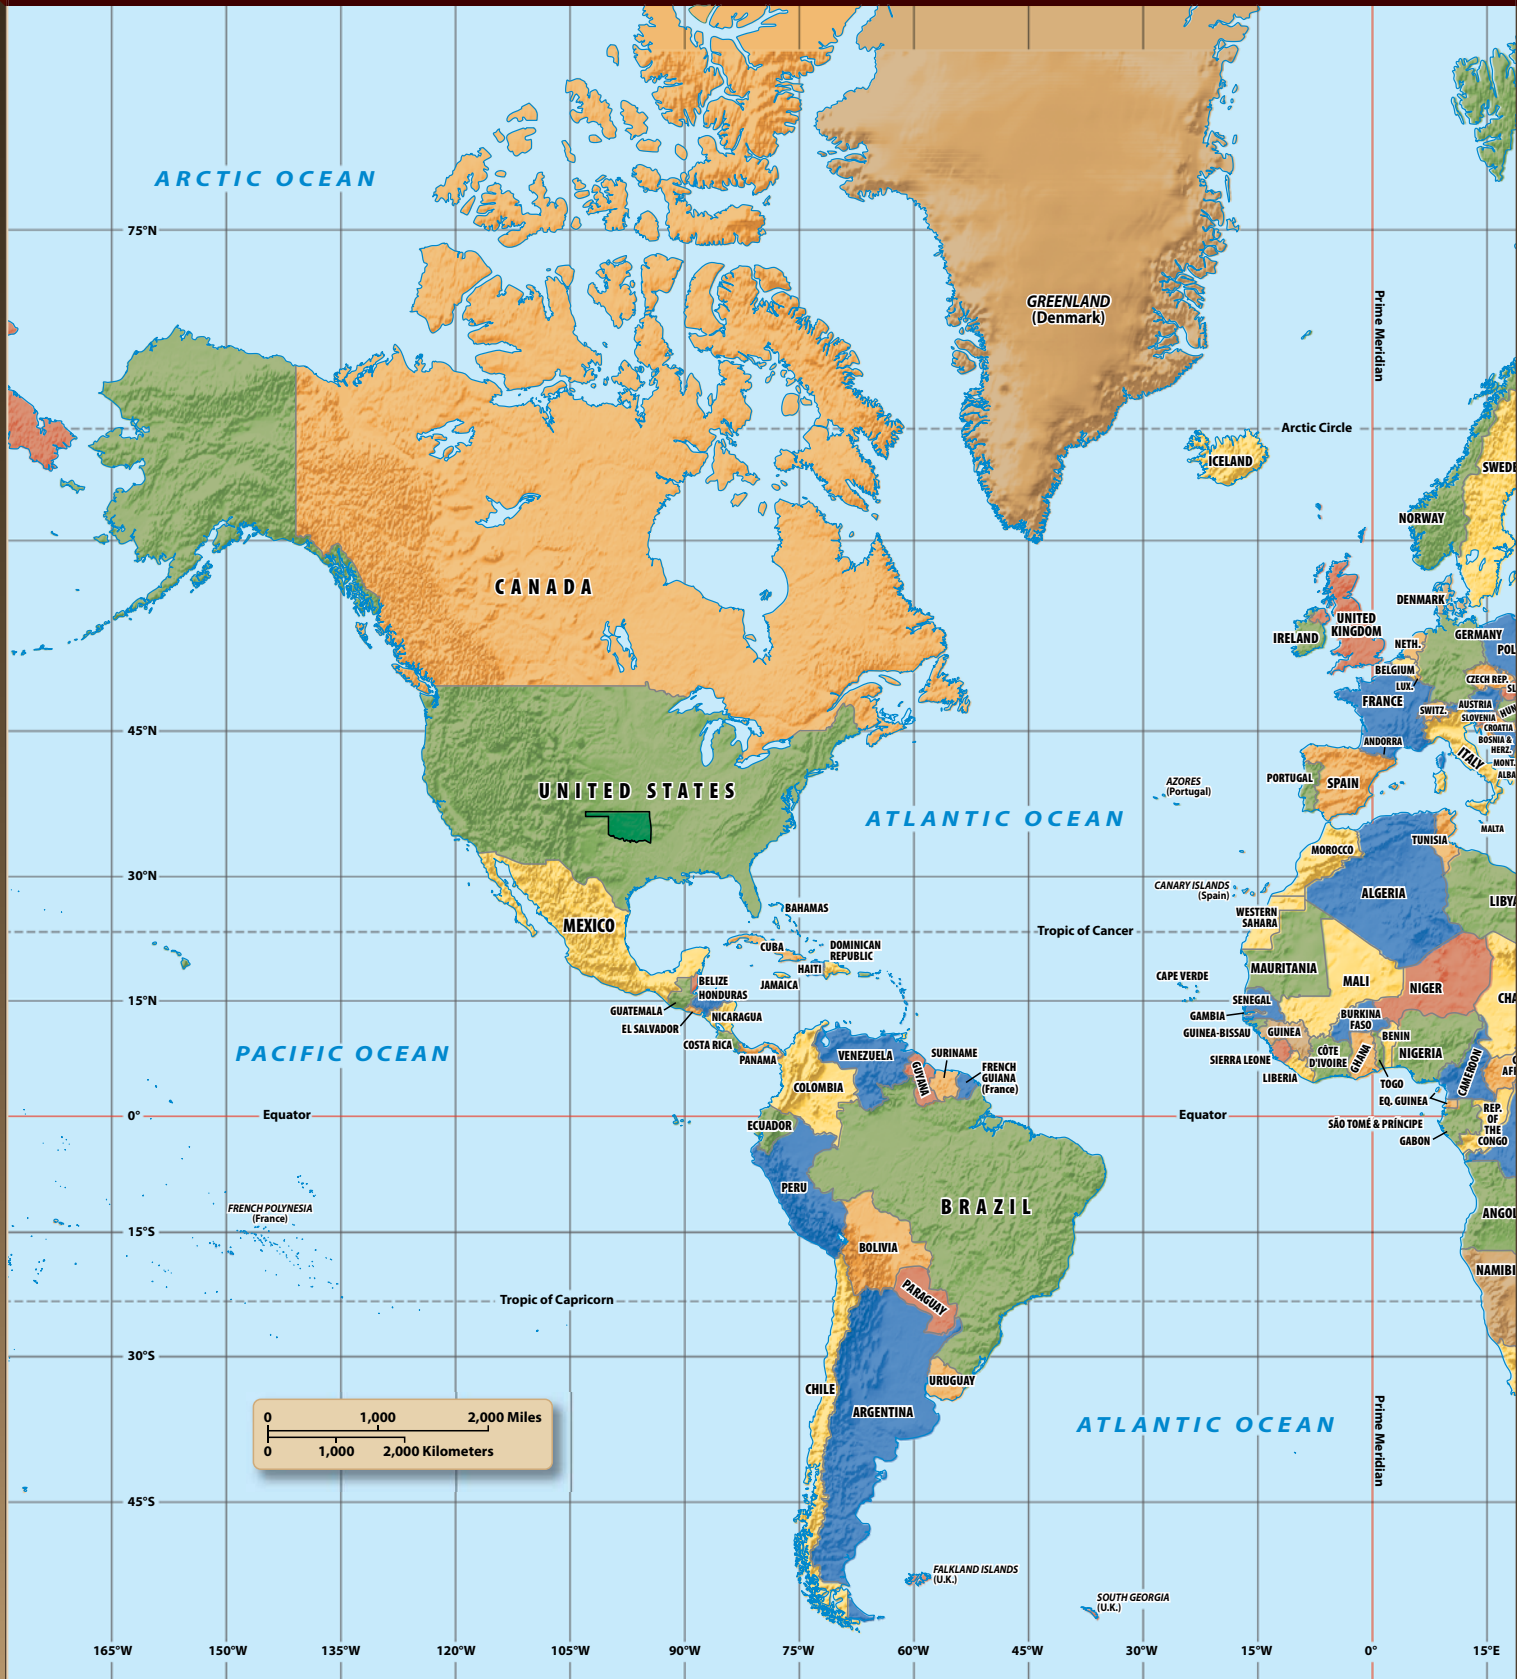 ARCTIC OCEAN
75°N
GREENLAND
(Denmark)
Prime Meridian
Arctic Circle
ICELAND
SWEDE
NORWAY
CANADA
DENMARK
UNITED
KINGDOM
IRELAND
NETH.
GERMANY
POL
BELGIUM
LUX.
CZECH REP.
SL
FRANCE
SWITZ.
AUSTRIA
HUN
SLOVENIA
CROATIA
45°N
ANDORRA
BOSNIA &
HERZ.
ITALY
MONT.
ALBA
PORTUGAL
SPAIN
UNITED STATES
AZORES
(Portugal)
ATLANTIC OCEAN
MALTA
TUNISIA
MOROCCO
30°N
CANARY ISLANDS
(Spain)
ALGERIA
LIBYA
BAHAMAS
WESTERN
SAHARA
MEXICO
Tropic of Cancer
CUBA
DOMINICAN
REPUBLIC
HAITI
JAMAICA
BELIZE
HONDURAS
MAURITANIA
CAPE VERDE
MALI
NIGER
CHA
15°N
GUATEMALA
NICARAGUA
EL SALVADOR
SENEGAL
GAMBIA
BURKINA
FASO
GUINEA-BISSAU
GUINEA
BENIN
COSTA RICA
PANAMA
PACIFIC OCEAN
VENEZUELA
SURINAME
GUYANA
FRENCH
GUIANA
(France)
SIERRA LEONE
CÔTE
D'IVOIRE
GHANA
NIGERIA
CAMEROON
AFR
LIBERIA
TOGO
COLOMBIA
EQ. GUINEA
0°
Equator
Equator
ECUADOR
SÃO TOMÉ & PRÍNCIPE
REP.
OF
THE
CONGO
GABON
PERU
BRAZIL
FRENCH POLYNESIA
(France)
ANGOL
15°S
BOLIVIA
NAMIBI
PARAGUAY
Tropic of Capricorn
30°S
CHILE
URUGUAY
ARGENTINA
ATLANTIC OCEAN
Prime Meridian
0 1,000 2,000 Miles
0 1,000 2,000 Kilometers
45°S
FALKLAND ISLANDS
(U.K.)
SOUTH GEORGIA
(U.K.)
165°W 150°W 135°W 120°W 105°W 90°W 75°W 60°W 45°W 30°W 15°W 0° 15°E